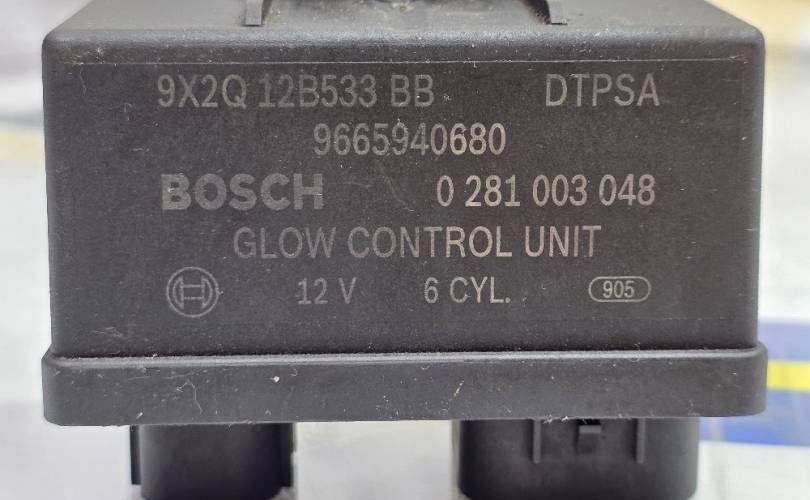 9X2Q 12B533 BB DTPSA
9665940680
BOSCH 0 281 003 048
GLOW CONTROL UNIT
12 V 6 CYL. 905